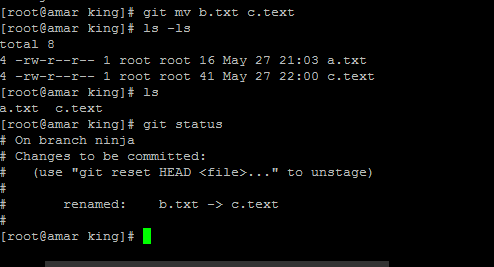 [root@amar king]# git mv b.txt c.text
[root@amar king]# ls -ls
total 8
4 -rw-r--r-- 1 root root 16 May 27 21:03 a.txt
4 -rw-r--r-- 1 root root 41 May 27 22:00 c.text
[root@amar king]# ls
a.txt  c.text
[root@amar king]# git status
# On branch ninja
# Changes to be committed:
#   (use "git reset HEAD <file>..." to unstage)
#
#       renamed:    b.txt -> c.text
#
[root@amar king]#